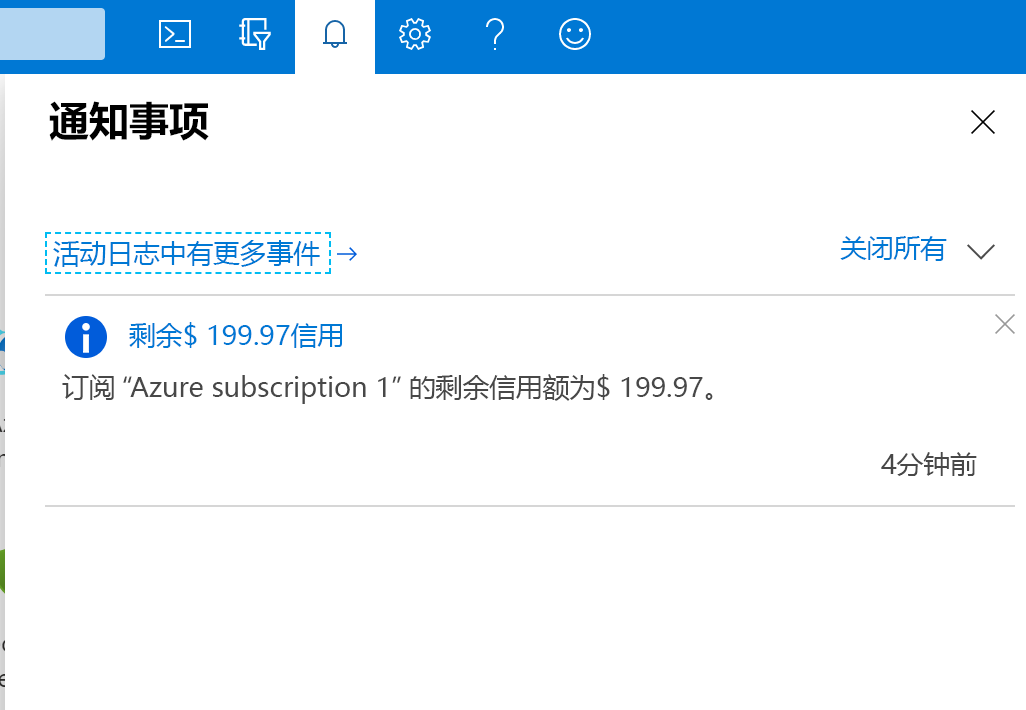 通知事项
活动日志中有更多事件 →
关闭所有
剩余$ 199.97信用
订阅 “Azure subscription 1” 的剩余信用额为$ 199.97。
4分钟前